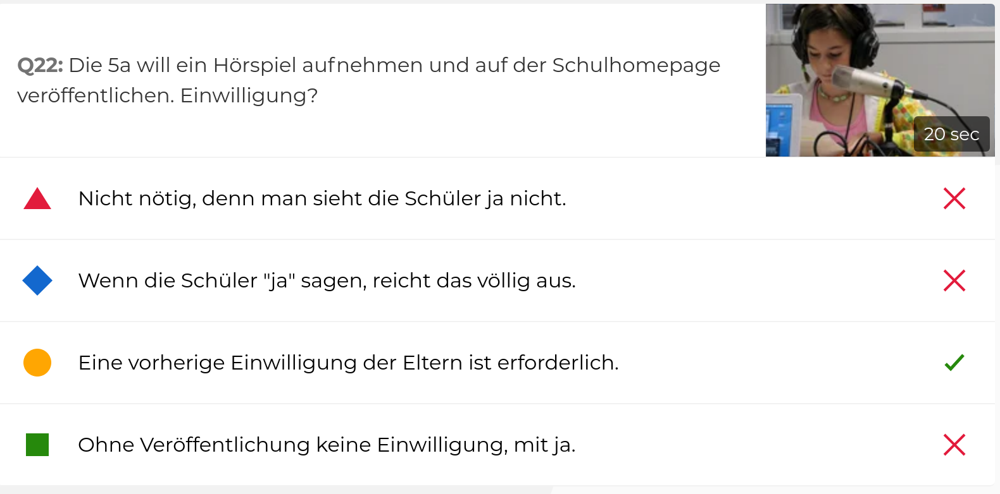 Q22: Die 5a will ein Hörspiel aufnehmen und auf der Schulhomepage
veröffentlichen. Einwilligung?
20 sec
Nicht nötig, denn man sieht die Schüler ja nicht.
Wenn die Schüler "ja" sagen, reicht das völlig aus.
Eine vorherige Einwilligung der Eltern ist erforderlich.
Ohne Veröffentlichung keine Einwilligung, mit ja.